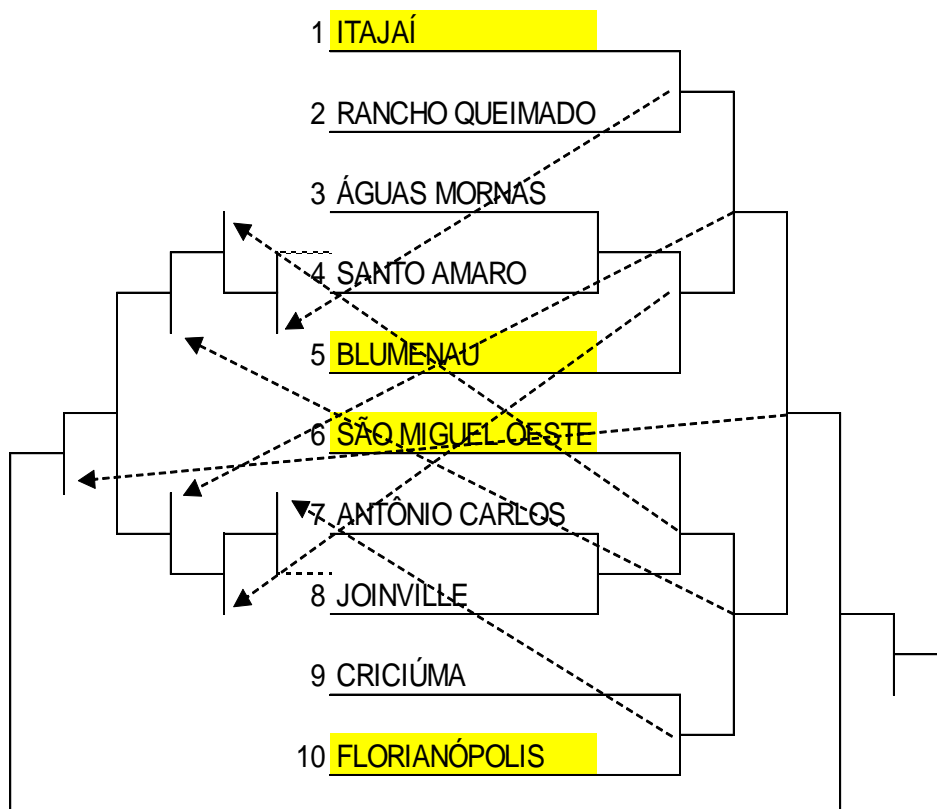 1 ITAJAÍ
2 RANCHO QUEIMADO
3 ÁGUAS MORNAS
4 SANTO AMARO
5 BLUMENAU
6 SÃO MIGUEL OESTE
7 ANTÔNIO CARLOS
8 JOINVILLE
9 CRICIÚMA
10 FLORIANÓPOLIS